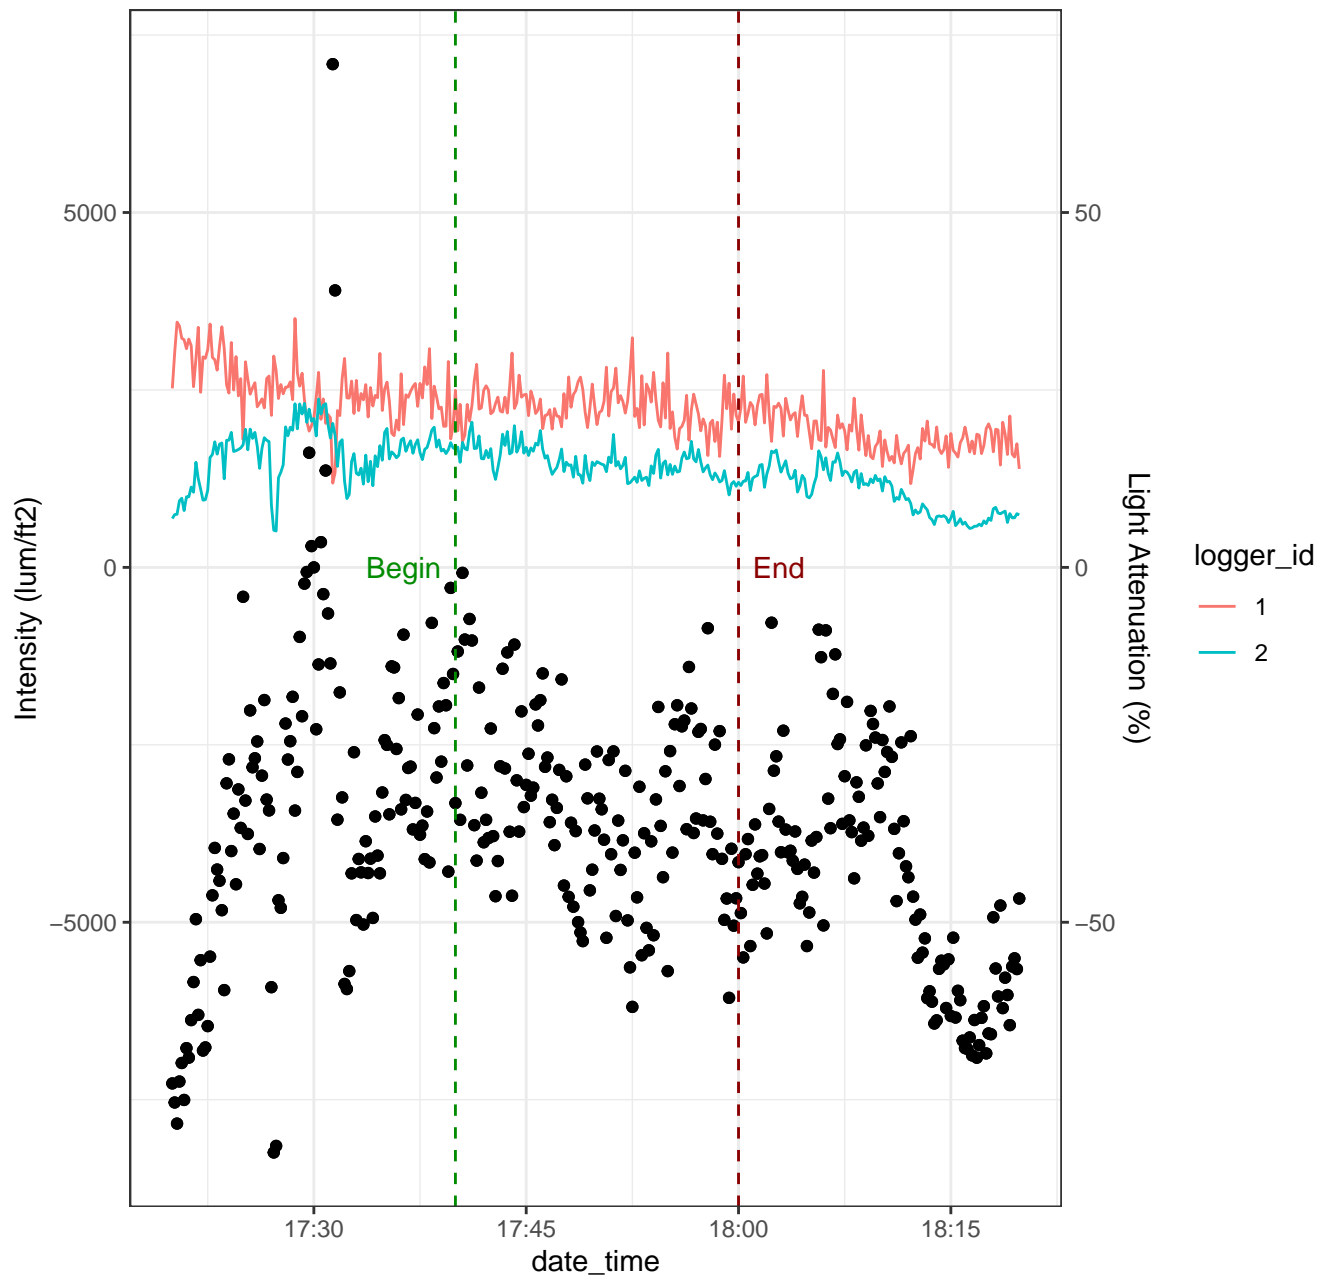 Intensity (lum/ft2)
5000
0
−5000
50
0
−50
Light Attenuation (%)
Begin
End
17:30
17:45
18:00
18:15
date_time
logger_id
1
2